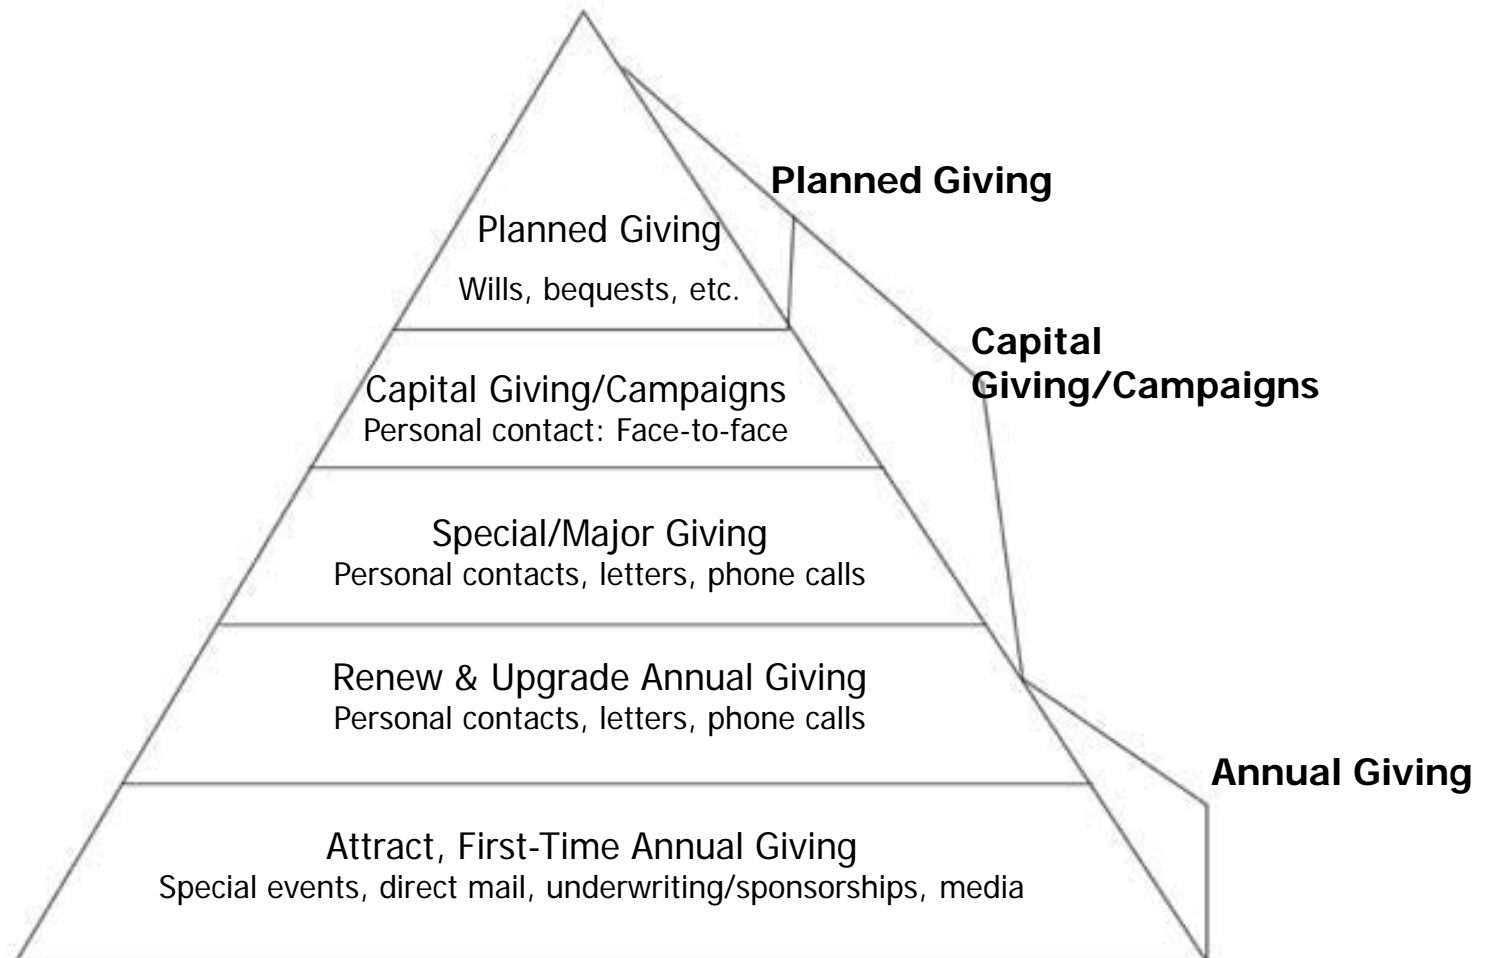 Planned Giving
Planned Giving
Wills, bequests, etc.
Capital
Giving/Campaigns
Capital Giving/Campaigns
Personal contact: Face-to-face
Special/Major Giving
Personal contacts, letters, phone calls
Renew & Upgrade Annual Giving
Personal contacts, letters, phone calls
Annual Giving
Attract, First-Time Annual Giving
Special events, direct mail, underwriting/sponsorships, media